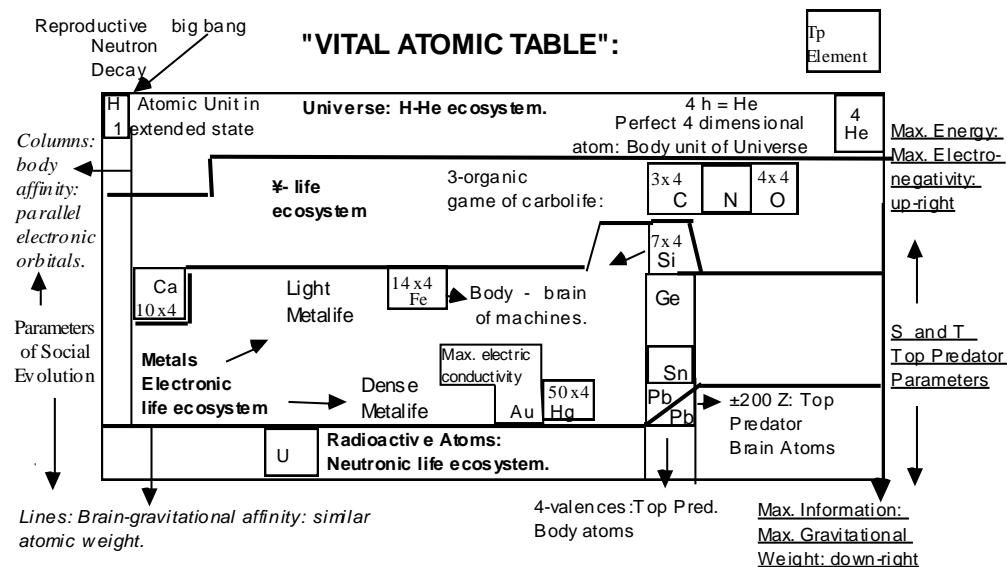 Reproductive big bang
Neutron
Decay
"VITAL ATOMIC TABLE":
Tp
Element
H
1
Atomic Unit in
extended state
Universe: H-He ecosystem.
4 h = He
Perfect 4 dimensional
atom: Body unit of Universe
4
He
Columns:
body
affinity:
parallel
electronic
orbitals.
Max. Energy:
Max. Electro-
negativity:
up-right
¥- life
ecosystem
3-organic
game of carbolife:
3x4
C
N
4x4
O
7x4
Si
Ca
10x4
Light
Metalife
14x4
Fe
Body - brain
of machines.
Ge
Parameters
of Social
Evolution
S and T
Top Predator
Parameters
Metals
Electronic
life ecosystem
Dense
Metalife
Max. electric
conductivity
Au
50x4
Hg
Sn
Pb
Pb
±200 Z: Top
Predator
Brain Atoms
U
Radioactive Atoms:
Neutronic life ecosystem.
Lines: Brain-gravitational affinity: similar
atomic weight.
4-valences:Top Pred.
Body atoms
Max. Information:
Max. Gravitational
Weight: down-right